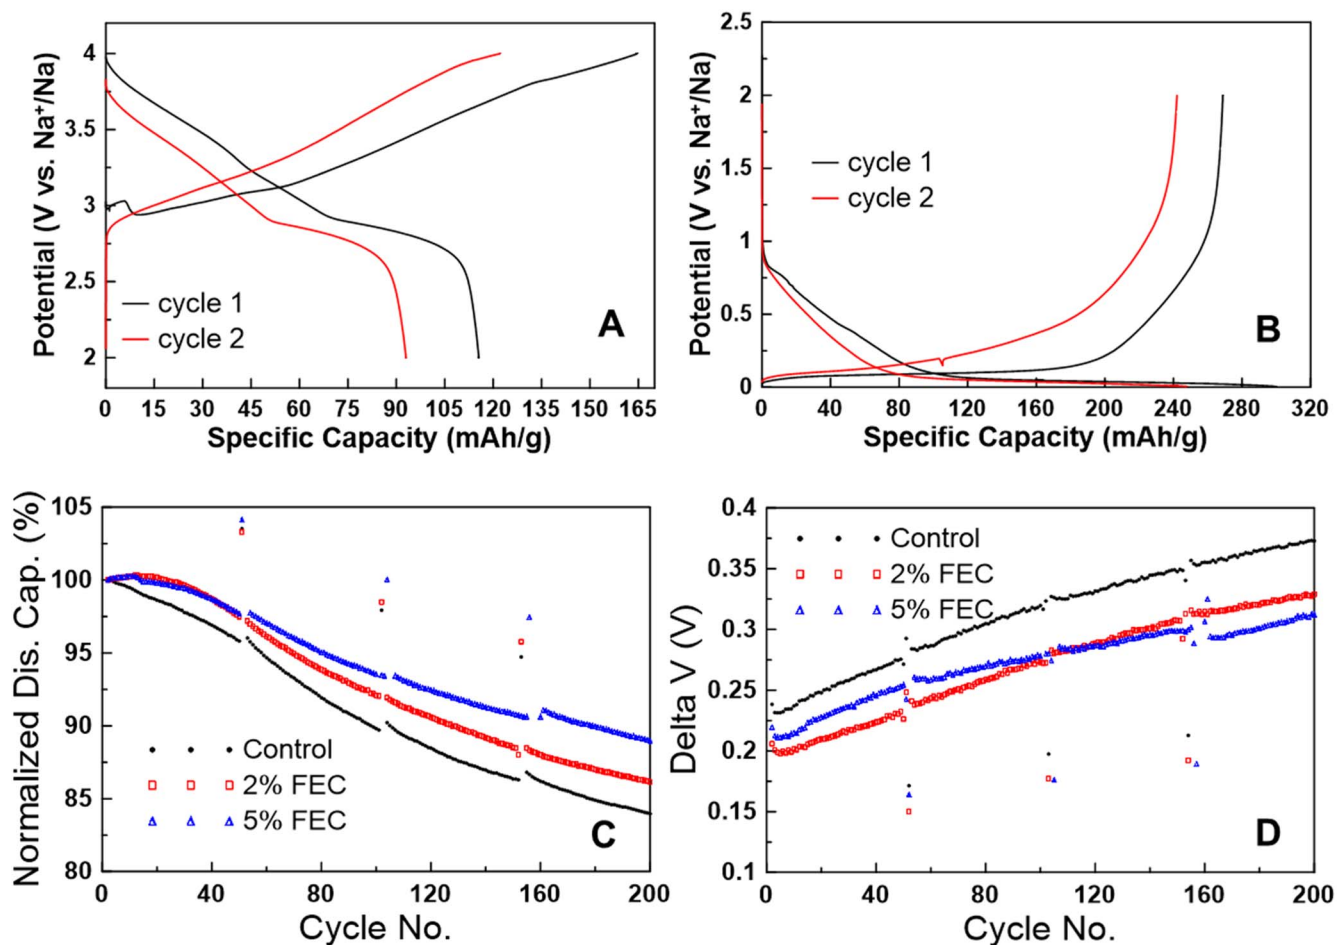 4
3.5
3
2.5
2
Potential (V vs. Na⁺/Na)
cycle 1
cycle 2
A
0 15 30 45 60 75 90 105 120 135 150 165
Specific Capacity (mAh/g)
2.5
2
1.5
1
0.5
0
Potential (V vs. Na⁺/Na)
cycle 1
cycle 2
B
0 40 80 120 160 200 240 280 320
Specific Capacity (mAh/g)
105
100
95
90
85
80
Normalized Dis. Cap. (%)
Control
2% FEC
5% FEC
C
0 40 80 120 160 200
Cycle No.
0.4
0.35
0.3
0.25
0.2
0.15
0.1
Delta V (V)
Control
2% FEC
5% FEC
D
0 40 80 120 160 200
Cycle No.